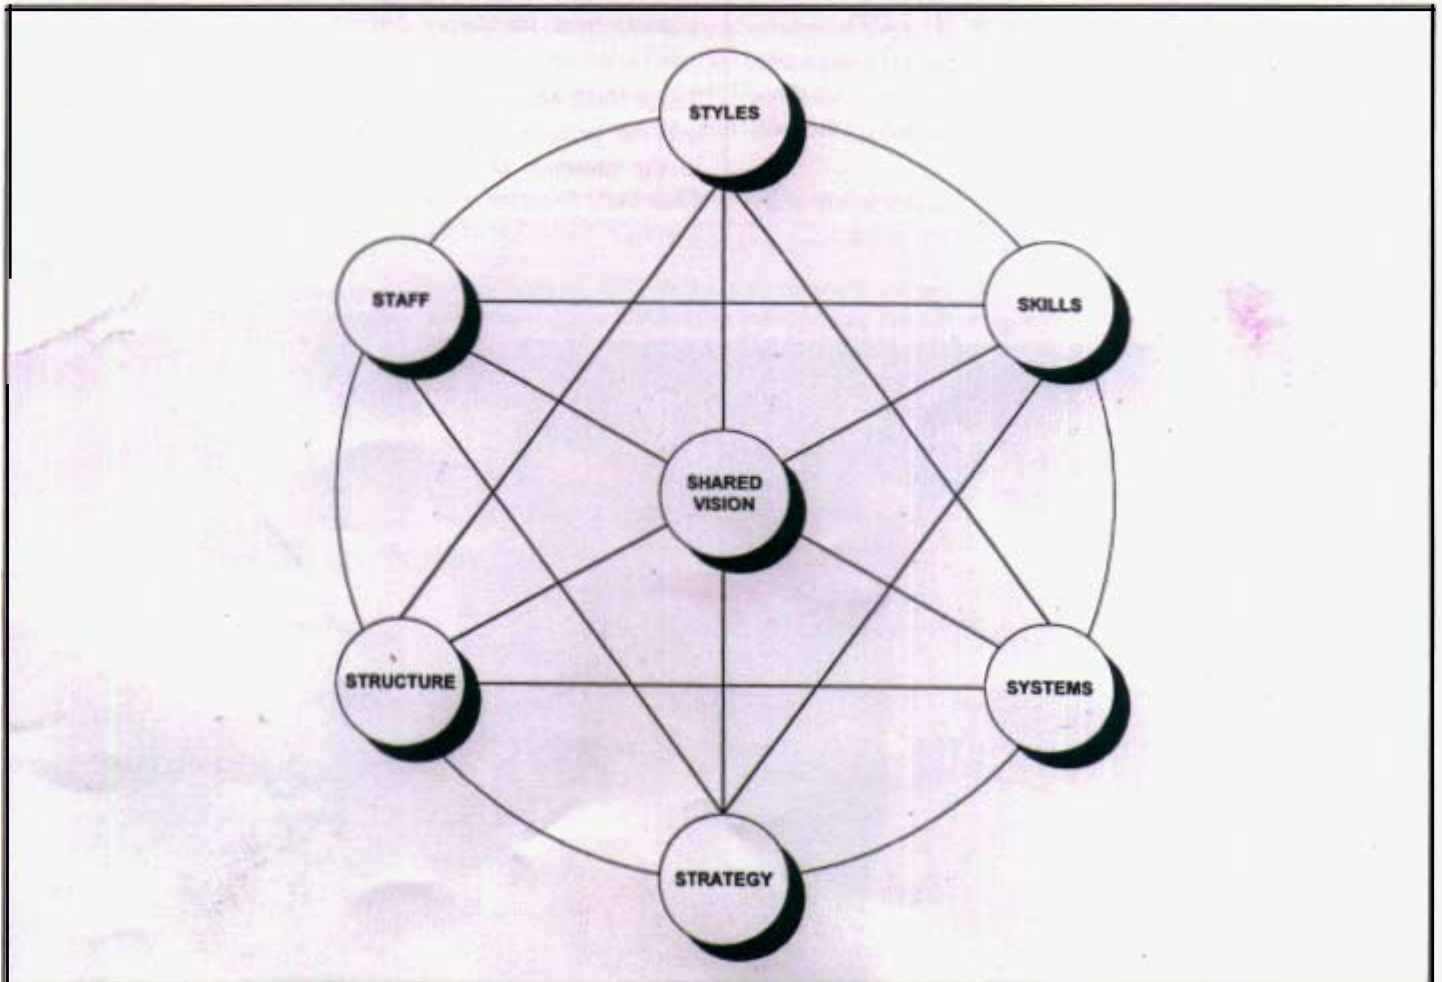 STYLES
STAFF
SKILLS
SHARED
VISION
STRUCTURE
SYSTEMS
STRATEGY